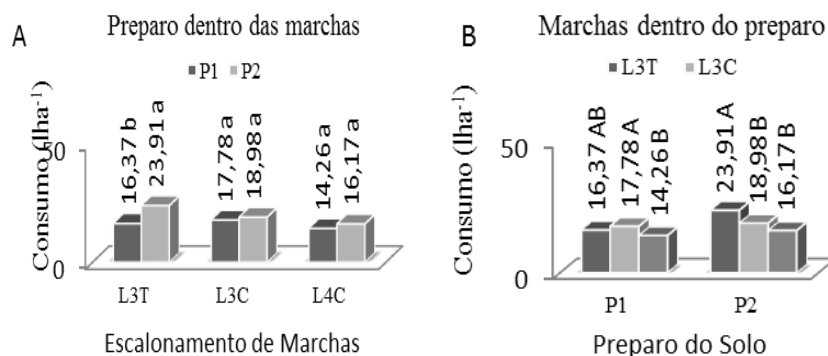 A
Preparo dentro das marchas
P1 P2
Consumo (lha⁻¹)
50
0
16,37 b
23,91 a
17,78 a
18,98 a
14,26 a
16,17 a
L3T L3C L4C
Escalonamento de Marchas
B
Marchas dentro do preparo
L3T L3C
Consumo (lha⁻¹)
50
0
16,37 AB
17,78 A
14,26 B
23,91 A
18,98 B
16,17 B
P1 P2
Preparo do Solo